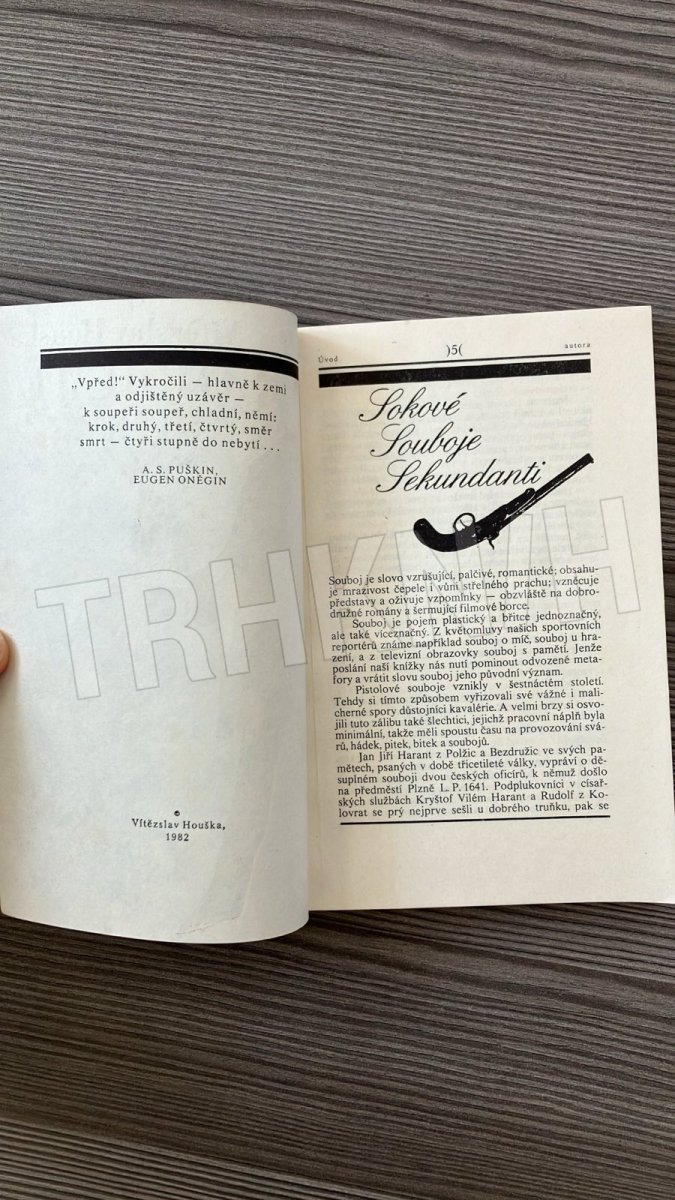 „Vpřed!“ Vykročili — hlavně k zemi
a odjištěný uzávěr —
k soupeři soupeř, chladní, němí:
krok, druhý, třetí, čtvrtý, směr
smrt — čtyři stupně do nebytí . . .
A. S. PUŠKIN,
EUGEN ONĚGIN
©
Vítězslav Houška,
1982
Úvod )5( autora
Sokové
Souboje
Sekundanti
Souboj je slovo vzrušující, palčivé, romantické; obsahu-
je mrazivost čepele i vůni střelného prachu; vzněcuje
představy a oživuje vzpomínky — obzvláště na dobro-
družné romány a šermující filmové borce.
Souboj je pojem plastický a břitce jednoznačný,
ale také víceznačný. Z květomluvy našich sportovních
reportérů známe například souboj o míč, souboj u hra-
zení, a z televizní obrazovky souboj s pamětí. Jenže
poslání naší knížky nás nutí pominout odvozené meta-
fory a vrátit slovu souboj jeho původní význam.
Pistolové souboje vznikly v šestnáctém století.
Tehdy si tímto způsobem vyřizovali své vážné i mali-
cherné spory důstojníci kavalérie. A velmi brzy si osvo-
jili tuto zálibu také šlechtici, jejichž pracovní náplň byla
minimální, takže měli spoustu času na provozování svá-
rů, hádek, pitek, bitek a soubojů.
Jan Jiří Harant z Polžic a Bezdružic ve svých pa-
mětech, psaných v době třicetileté války, vypráví o dě-
suplném souboji dvou českých oficírů, k němuž došlo
na předměstí Plzně L. P. 1641. Podplukovníci v císař-
ských službách Kryštof Vilém Harant a Rudolf z Ko-
lovrat se prý nejprve sešli u dobrého truňku, pak se